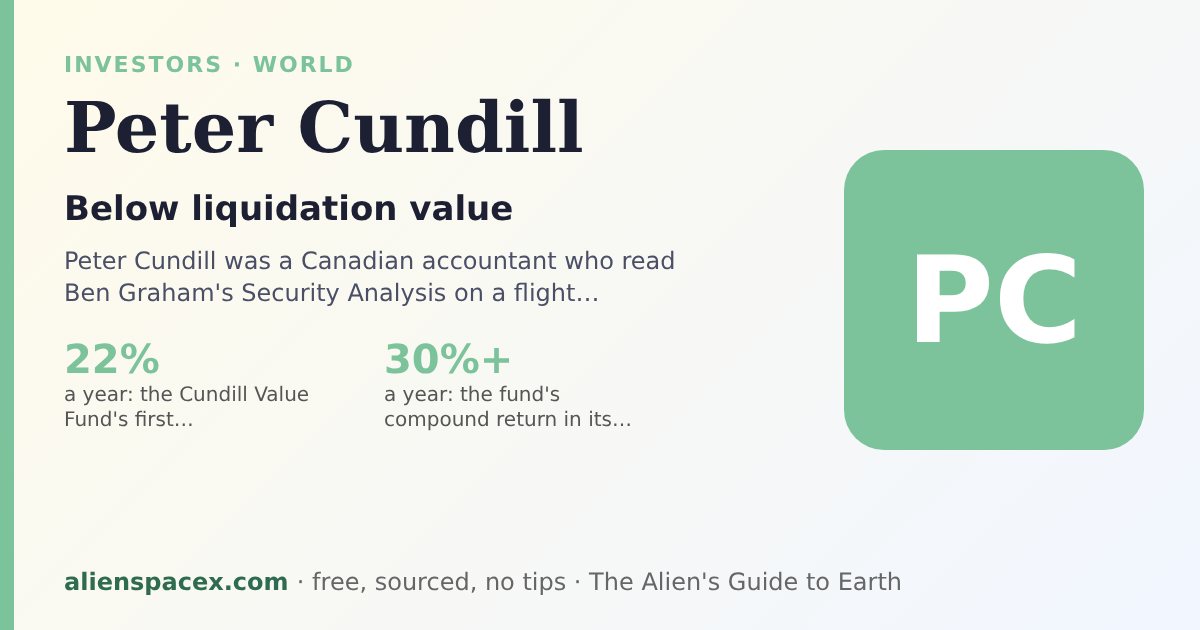 INVESTORS · WORLD
Peter Cundill
Below liquidation value
Peter Cundill was a Canadian accountant who read
Ben Graham's Security Analysis on a flight…
22%
a year: the Cundill Value
Fund's first…
30%+
a year: the fund's
compound return in its…
PC
alienspacex.com · free, sourced, no tips · The Alien's Guide to Earth